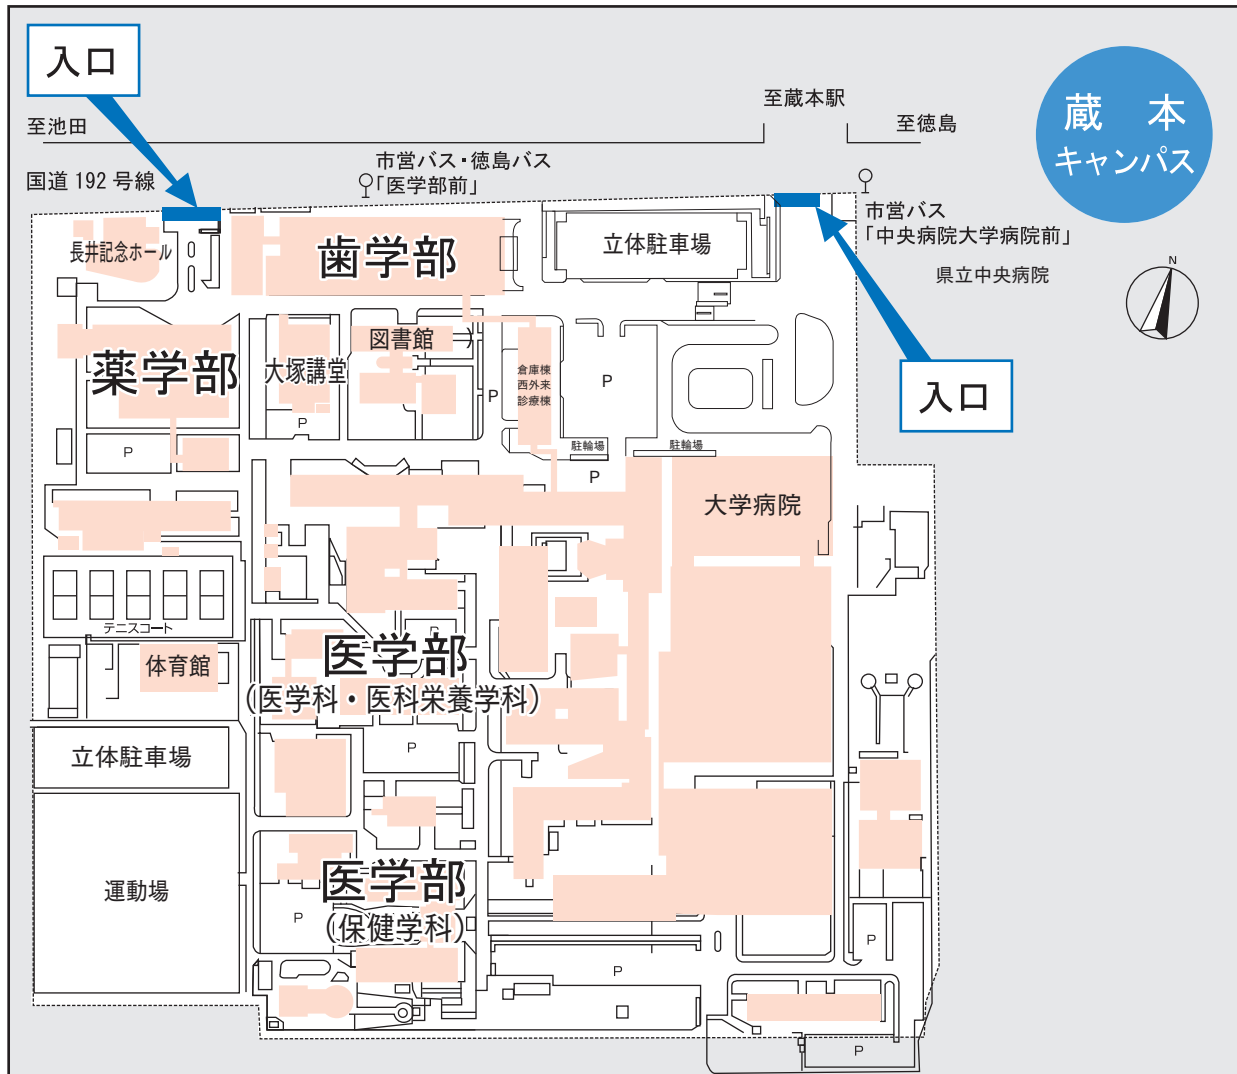 入口
至蔵本駅
蔵 本
キャンパス
至池田
至徳島
市営バス・徳島バス
「医学部前」
国道 192 号線
市営バス
「中央病院大学病院前」
県立中央病院
N
長井記念ホール
歯学部
立体駐車場
図書館
薬学部
大塚講堂
倉庫棟
西外来
診療棟
P
P
入口
P
P
駐輪場
駐輪場
P
大学病院
テニスコート
体育館
P
医学部
(医学科・医科栄養学科)
立体駐車場
P
運動場
医学部
(保健学科)
P
P
P
P